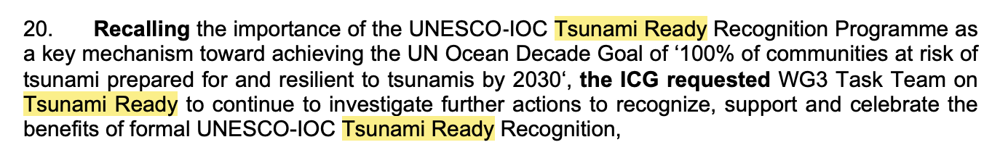 20. Recalling the importance of the UNESCO-IOC Tsunami Ready Recognition Programme as
a key mechanism toward achieving the UN Ocean Decade Goal of ‘100% of communities at risk of
tsunami prepared for and resilient to tsunamis by 2030‘, the ICG requested WG3 Task Team on
Tsunami Ready to continue to investigate further actions to recognize, support and celebrate the
benefits of formal UNESCO-IOC Tsunami Ready Recognition,